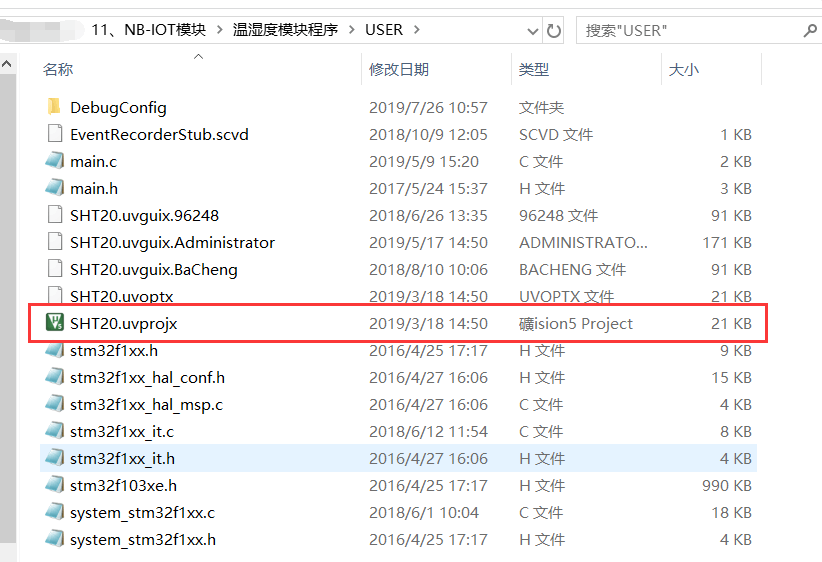 11、NB-IOT模块 › 温湿度模块程序 › USER ›
搜索"USER"
名称 修改日期 类型 大小
DebugConfig 2019/7/26 10:57 文件夹
EventRecorderStub.scvd 2018/10/9 12:05 SCVD 文件 1 KB
main.c 2019/5/9 15:20 C 文件 2 KB
main.h 2017/5/24 15:37 H 文件 3 KB
SHT20.uvguix.96248 2018/6/26 13:35 96248 文件 91 KB
SHT20.uvguix.Administrator 2019/5/17 14:50 ADMINISTRATO... 171 KB
SHT20.uvguix.BaCheng 2018/8/10 10:06 BACHENG 文件 91 KB
SHT20.uvoptx 2019/3/18 14:50 UVOPTX 文件 21 KB
SHT20.uvprojx 2019/3/18 14:50 礦ision5 Project 21 KB
stm32f1xx.h 2016/4/25 17:17 H 文件 9 KB
stm32f1xx_hal_conf.h 2016/4/27 16:06 H 文件 15 KB
stm32f1xx_hal_msp.c 2016/4/27 16:06 C 文件 4 KB
stm32f1xx_it.c 2018/6/12 11:54 C 文件 8 KB
stm32f1xx_it.h 2016/4/27 16:06 H 文件 4 KB
stm32f103xe.h 2016/4/25 17:17 H 文件 990 KB
system_stm32f1xx.c 2018/6/1 10:04 C 文件 18 KB
system_stm32f1xx.h 2016/4/25 17:17 H 文件 4 KB